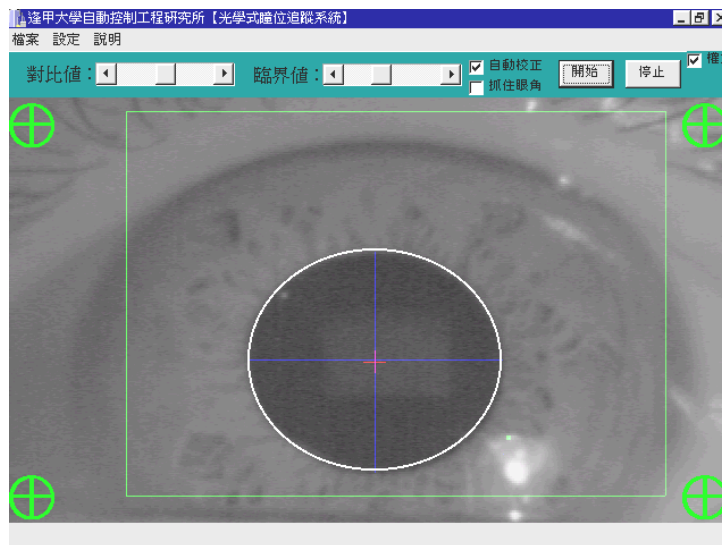 逢甲大學自動控制工程研究所【光學式瞳位追蹤系統】
檔案 設定 説明
對比值： 臨界值： 自動校正 開始 停止
抓住眼角